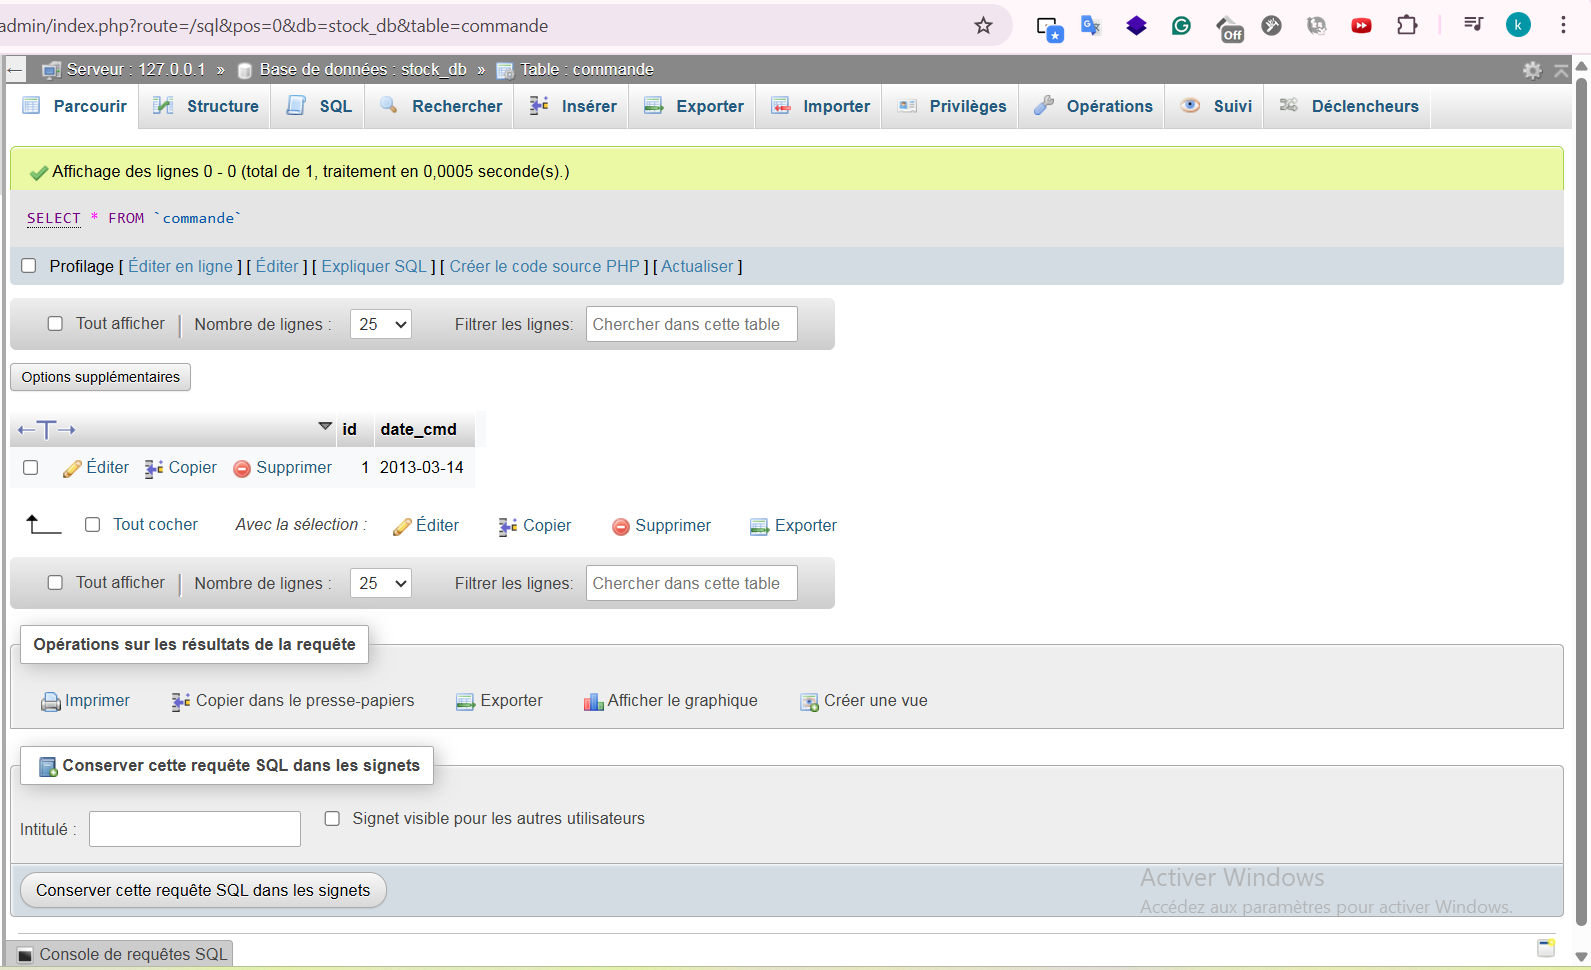 admin/index.php?route=/sql&pos=0&db=stock_db&table=commande
Off
k
Serveur : 127.0.0.1 » Base de données : stock_db » Table : commande
Parcourir Structure SQL Rechercher Insérer Exporter Importer Privilèges Opérations Suivi Déclencheurs
Affichage des lignes 0 - 0 (total de 1, traitement en 0,0005 seconde(s).)
SELECT * FROM `commande`
Profilage [ Éditer en ligne ] [ Éditer ] [ Expliquer SQL ] [ Créer le code source PHP ] [ Actualiser ]
Tout afficher Nombre de lignes : 25 Filtrer les lignes: Chercher dans cette table
Options supplémentaires
←T→ id date_cmd
Éditer Copier Supprimer 1 2013-03-14
Tout cocher Avec la sélection : Éditer Copier Supprimer Exporter
Tout afficher Nombre de lignes : 25 Filtrer les lignes: Chercher dans cette table
Opérations sur les résultats de la requête
Imprimer Copier dans le presse-papiers Exporter Afficher le graphique Créer une vue
Conserver cette requête SQL dans les signets
Intitulé : Signet visible pour les autres utilisateurs
Conserver cette requête SQL dans les signets
Activer Windows
Accédez aux paramètres pour activer Windows.
Console de requêtes SQL